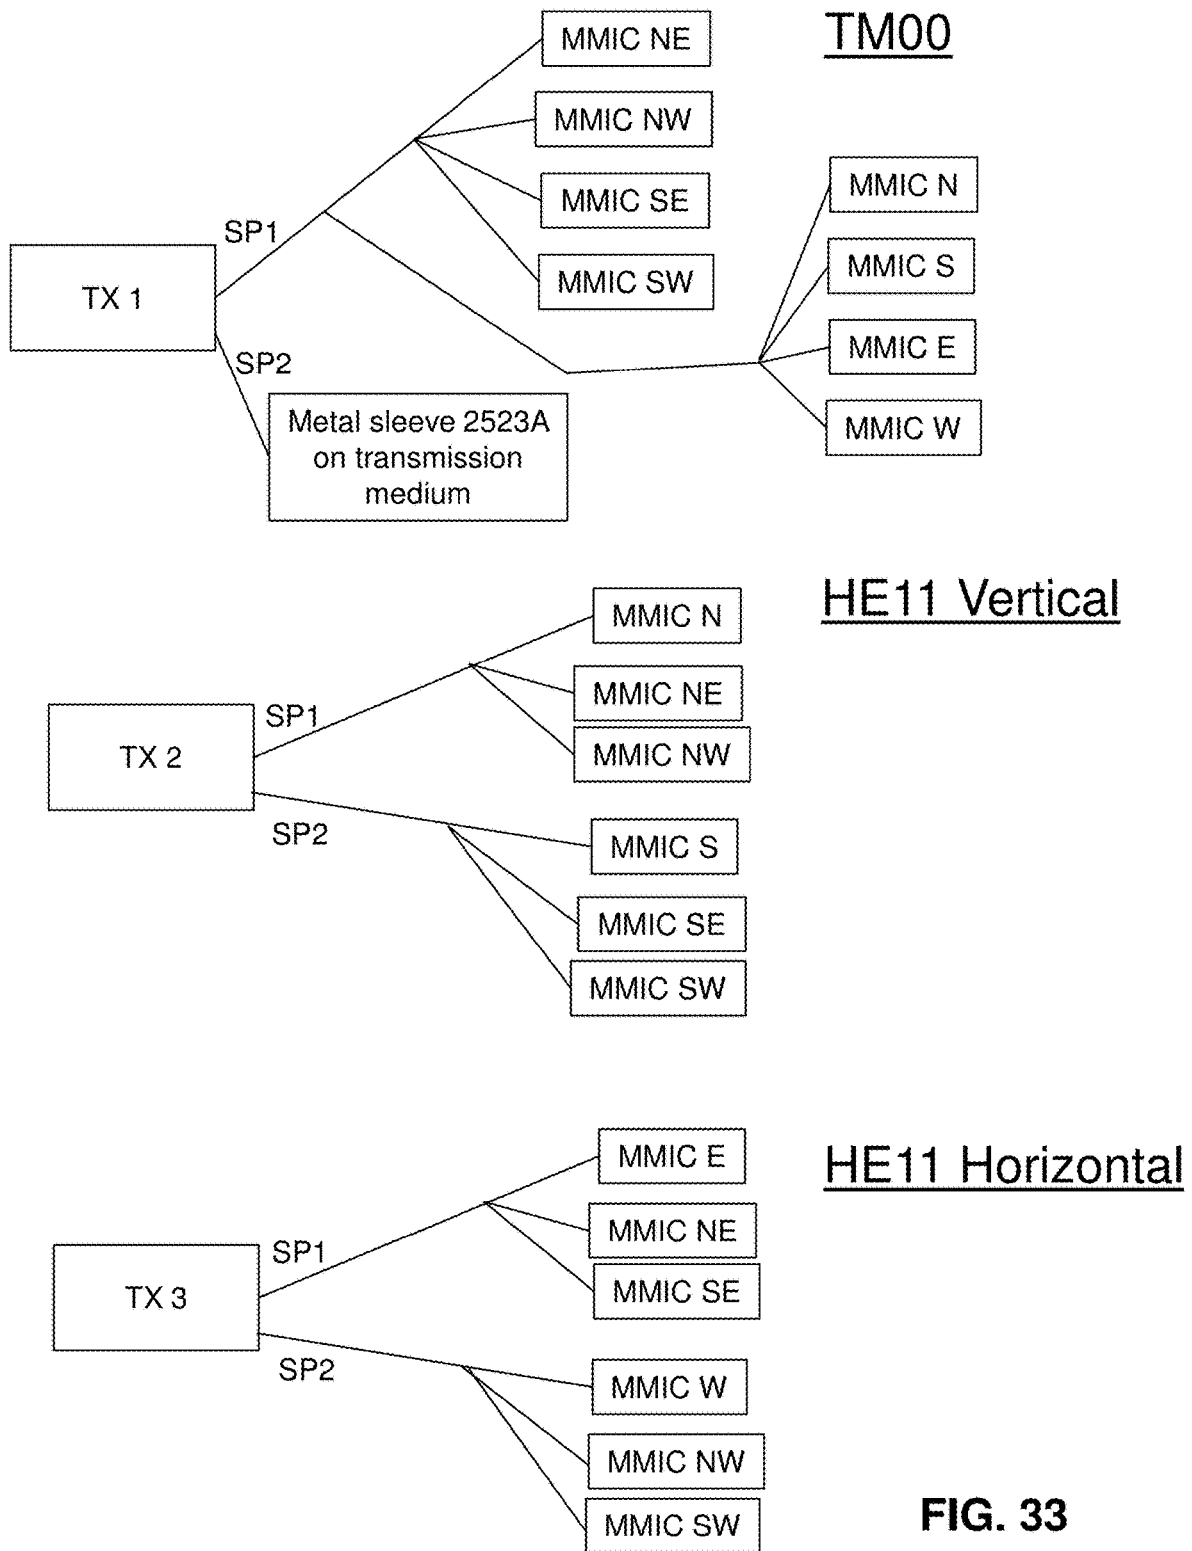 TM00
MMIC NE
MMIC NW
MMIC SE
MMIC SW
MMIC N
MMIC S
MMIC E
MMIC W
SP1
TX 1
SP2
Metal sleeve 2523A
on transmission
medium
HE11 Vertical
MMIC N
MMIC NE
MMIC NW
SP1
TX 2
SP2
MMIC S
MMIC SE
MMIC SW
HE11 Horizontal
MMIC E
MMIC NE
MMIC SE
SP1
TX 3
SP2
MMIC W
MMIC NW
MMIC SW
FIG. 33